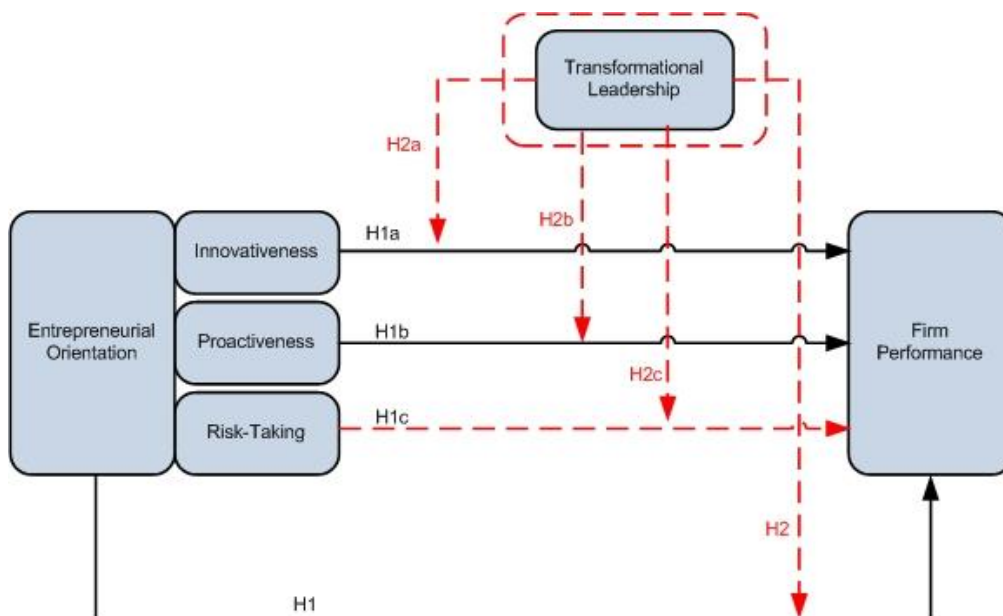 Transformational
Leadership
H2a
H2b
H1a
Innovativeness
Entrepreneurial
Orientation
Proactiveness
H1b
Firm
Performance
H2c
H1c
Risk-Taking
H2
H1